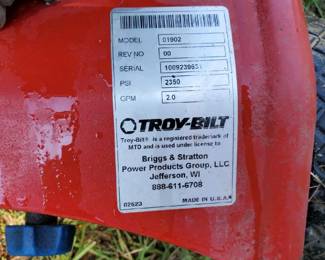 MODEL 01902
REV NO 00
SERIAL
PSI 2350
GPM 2.0
TROY-BILT
Troy-Bilt® is a registered trademark of
MTD and is used under license to
Briggs & Stratton
Power Products Group, LLC
Jefferson, WI
888-611-6708
02623 MADE IN U.S.A.